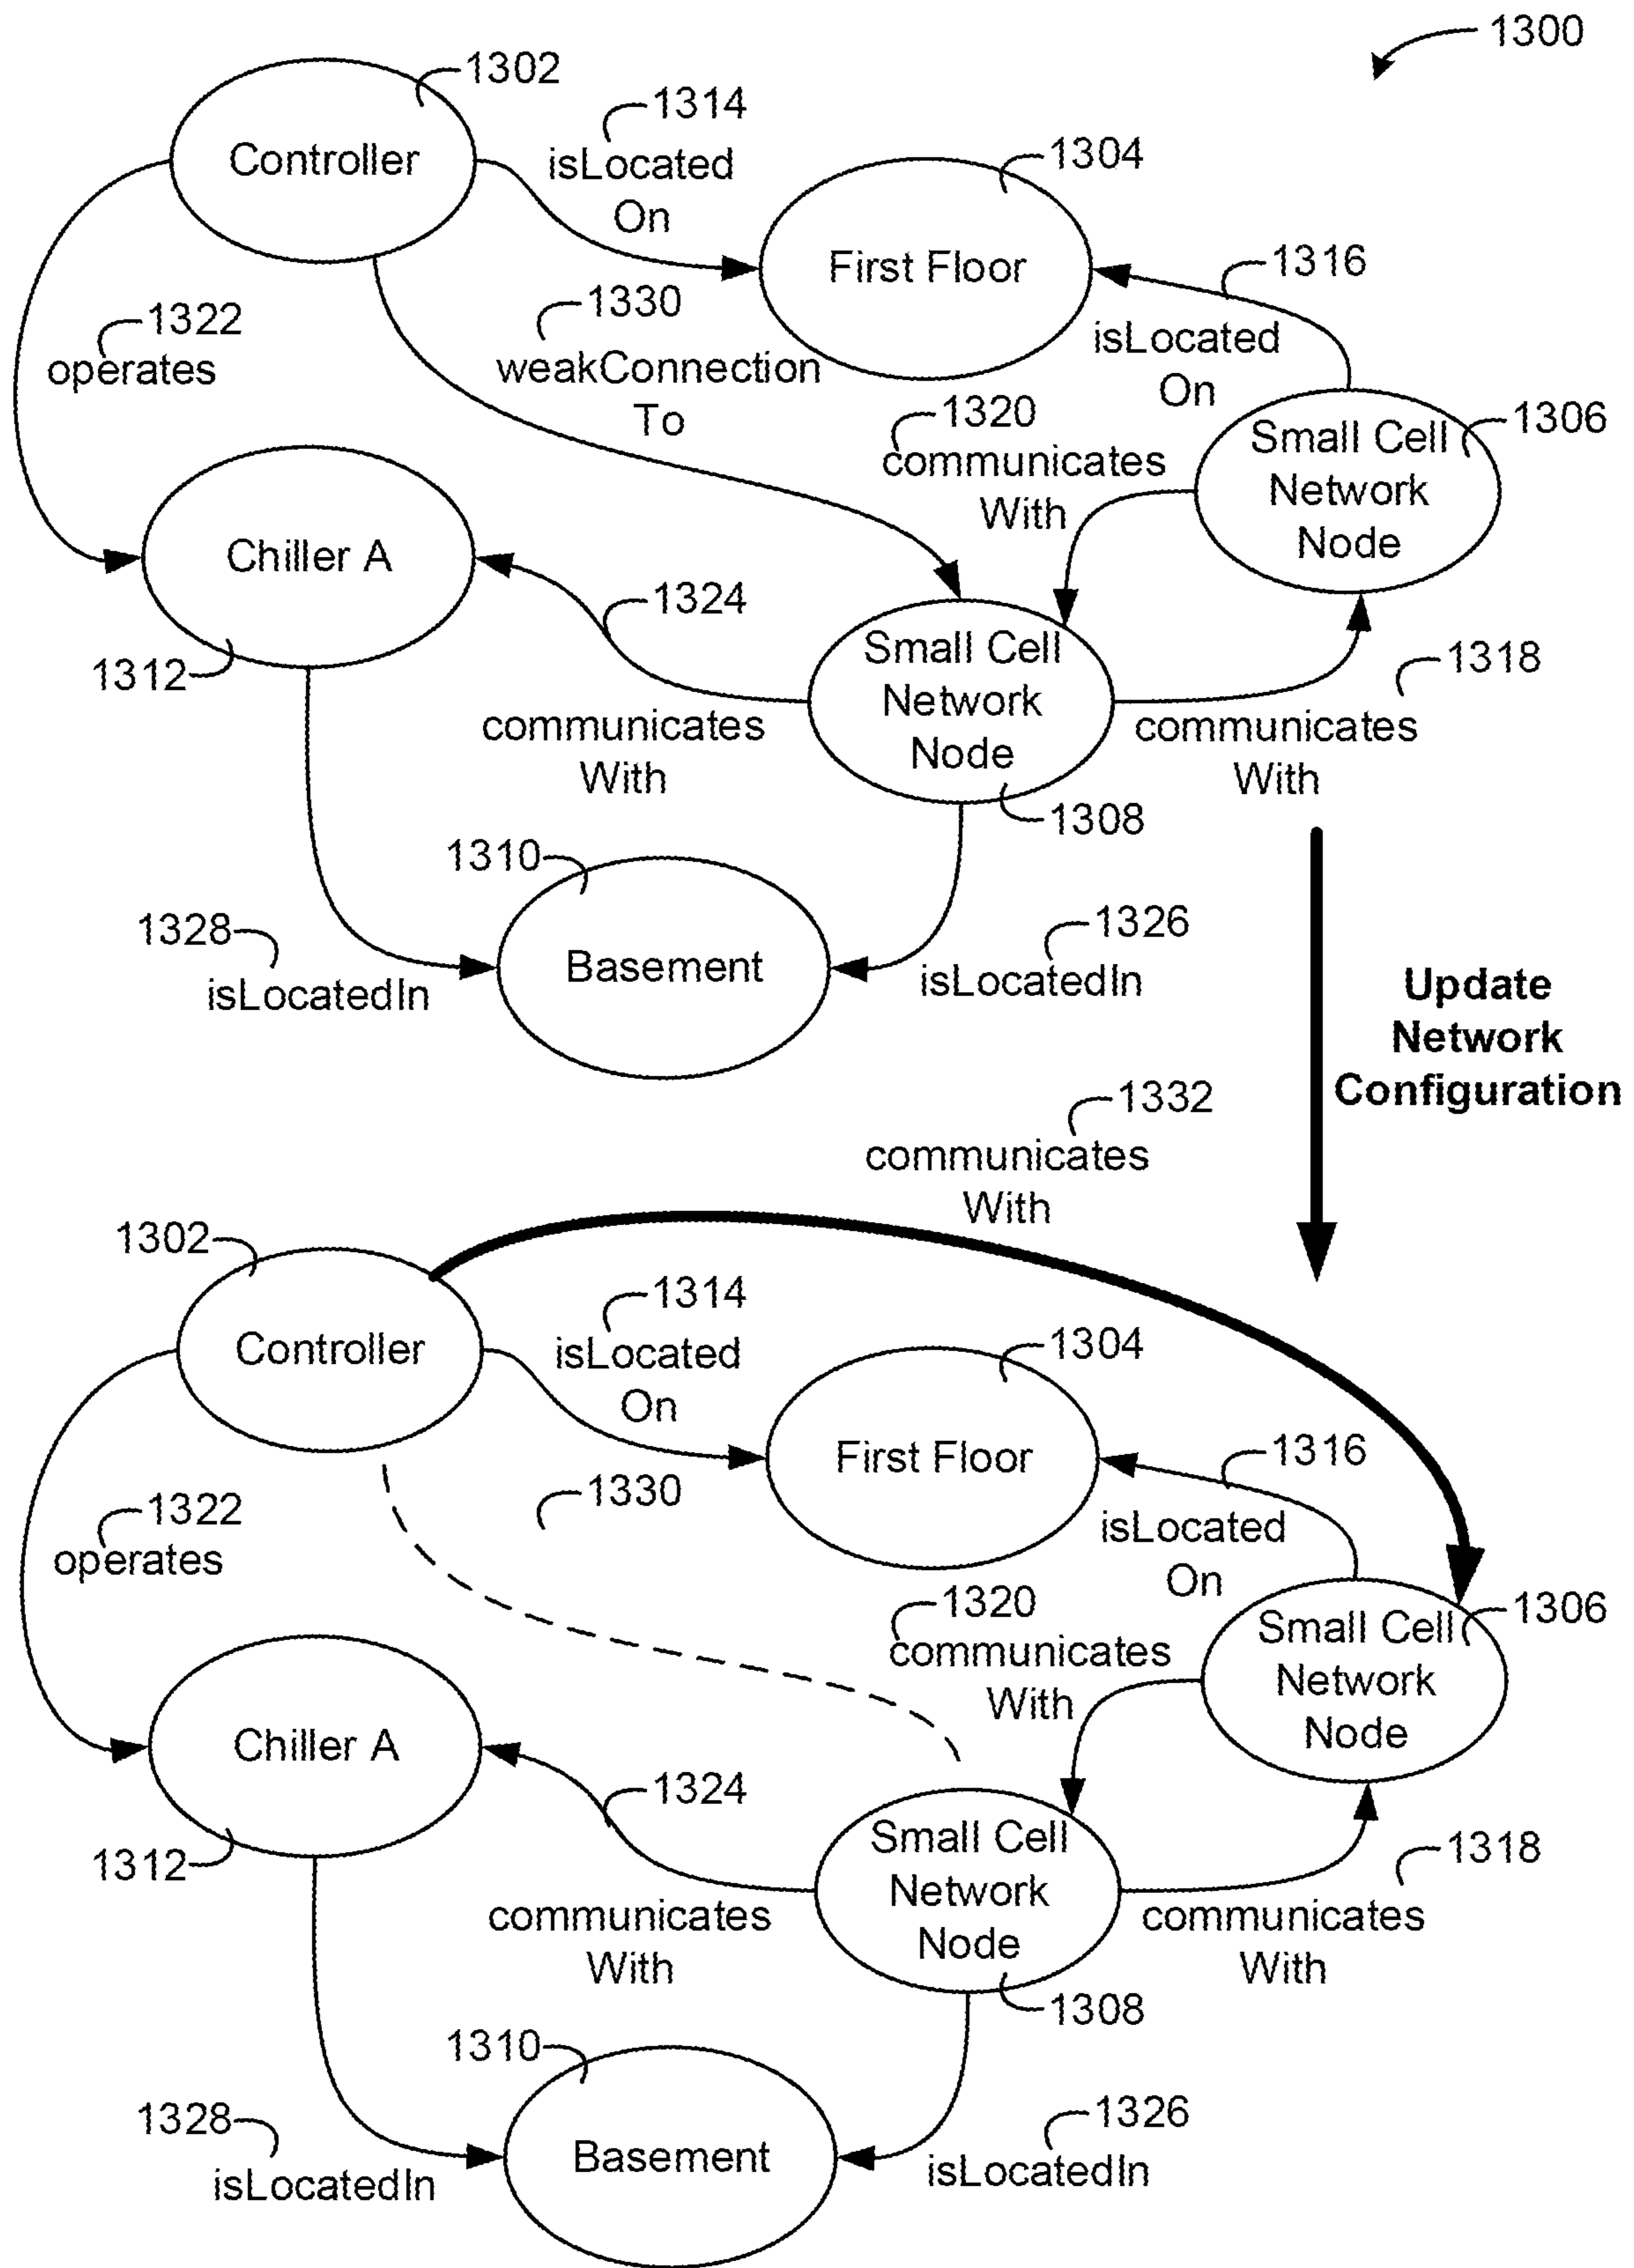 1300
1302
Controller
1314
isLocated
On
1304
First Floor
1316
isLocated
On
1322
operates
1330
weakConnection
To
1320
communicates
With
1306
Small Cell
Network
Node
Chiller A
1312
1324
communicates
With
Small Cell
Network
Node
1308
1318
communicates
With
1310
Basement
1328
isLocatedIn
1326
isLocatedIn
Update
Network
Configuration
1332
communicates
With
1302
Controller
1314
isLocated
On
1304
First Floor
1316
isLocated
On
1322
operates
1330
1320
communicates
With
1306
Small Cell
Network
Node
Chiller A
1312
1324
communicates
With
Small Cell
Network
Node
1308
1318
communicates
With
1310
Basement
1328
isLocatedIn
1326
isLocatedIn